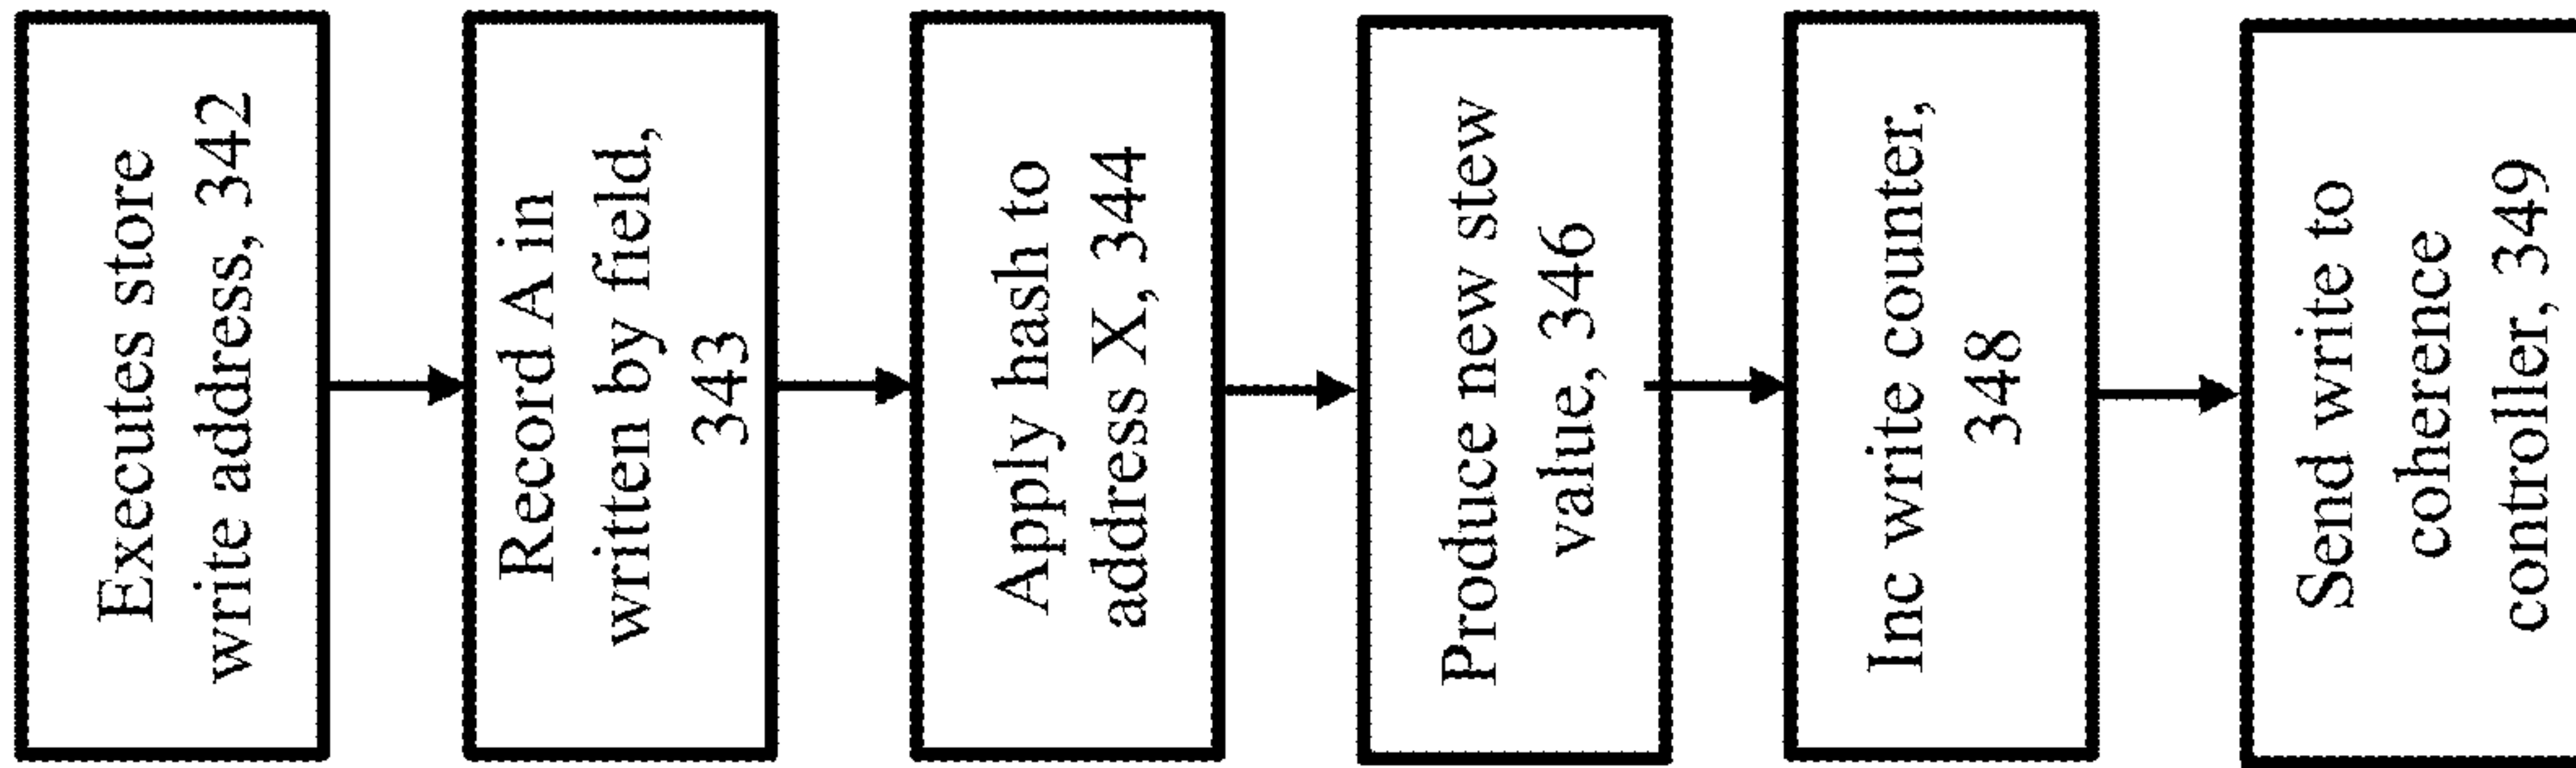 Executes store
write address, 342
Record A in
written by field,
343
Apply hash to
address X, 344
Produce new stew
value, 346
Inc write counter,
348
Send write to
coherence
controller, 349